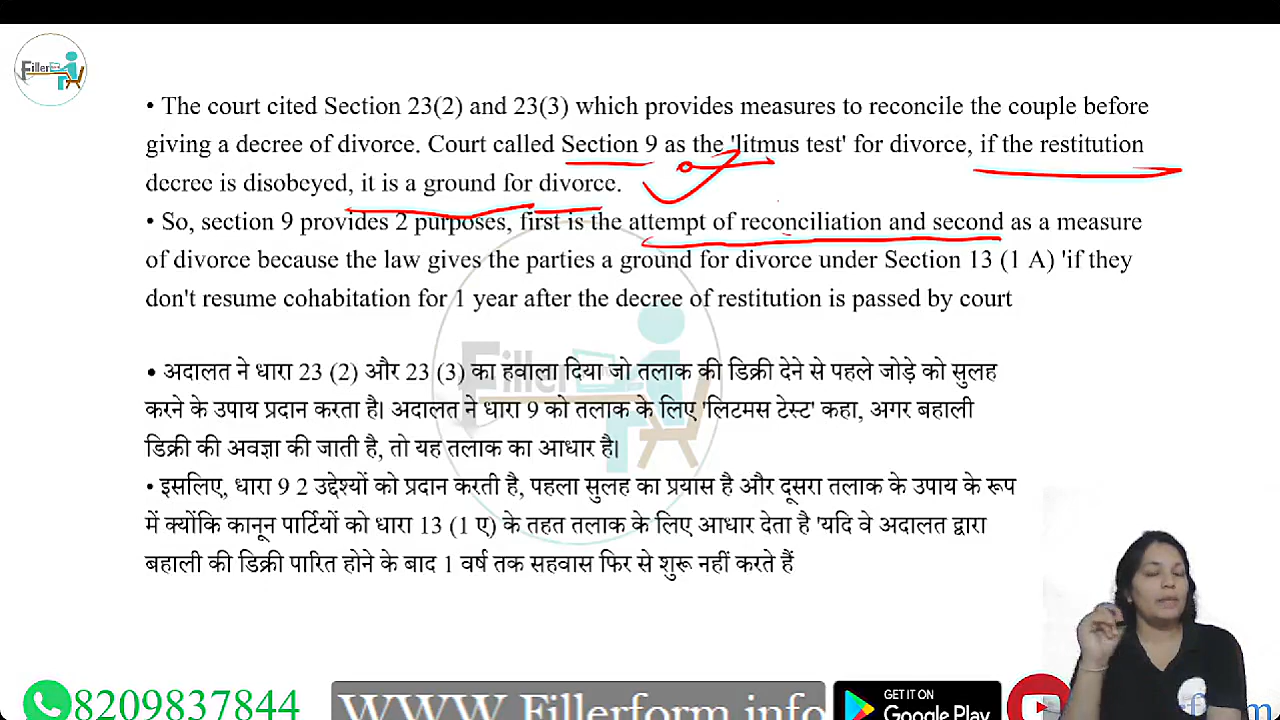 Filler
• The court cited Section 23(2) and 23(3) which provides measures to reconcile the couple before
giving a decree of divorce. Court called Section 9 as the 'litmus test' for divorce, if the restitution
decree is disobeyed, it is a ground for divorce.
• So, section 9 provides 2 purposes, first is the attempt of reconciliation and second as a measure
of divorce because the law gives the parties a ground for divorce under Section 13 (1 A) 'if they
don't resume cohabitation for 1 year after the decree of restitution is passed by court
• अदालत ने धारा 23 (2) और 23 (3) का हवाला दिया जो तलाक की डिक्री देने से पहले जोड़े को सुलह
करने के उपाय प्रदान करता है। अदालत ने धारा 9 को तलाक के लिए 'लिटमस टेस्ट' कहा, अगर बहाली
डिक्री की अवज्ञा की जाती है, तो यह तलाक का आधार है।
• इसलिए, धारा 9 2 उद्देश्यों को प्रदान करती है, पहला सुलह का प्रयास है और दूसरा तलाक के उपाय के रूप
में क्योंकि कानून पार्टियों को धारा 13 (1 ए) के तहत तलाक के लिए आधार देता है 'यदि वे अदालत द्वारा
बहाली की डिक्री पारित होने के बाद 1 वर्ष तक सहवास फिर से शुरू नहीं करते हैं
8209837844
WWW.Fillerform.info
GET IT ON
Google Play